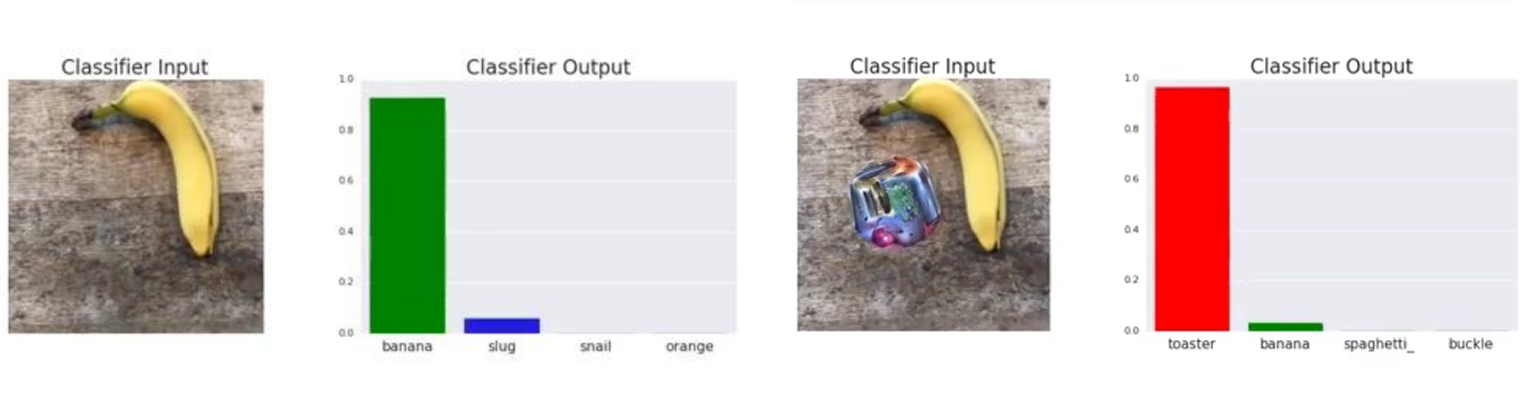 Classifier Input
Classifier Output
1.0
0.8
0.6
0.4
0.2
0.0
banana slug snail orange
Classifier Input
Classifier Output
1.0
0.8
0.6
0.4
0.2
0.0
toaster banana spaghetti_ buckle